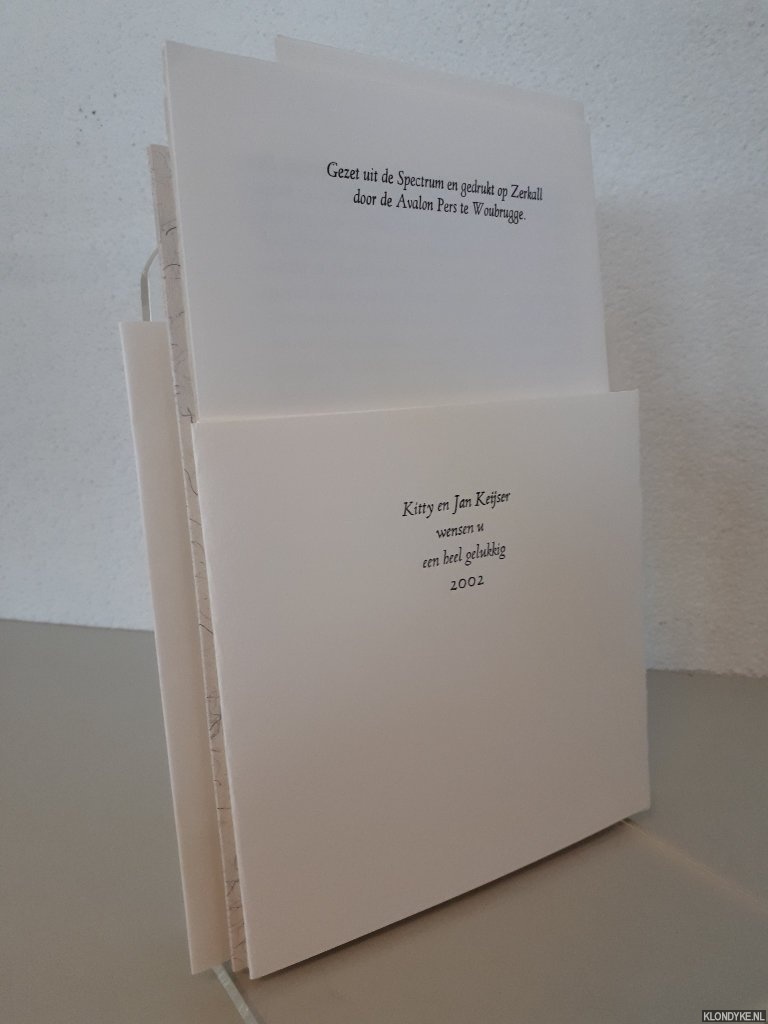 Gezet uit de Spectrum en gedrukt op Zerkall
door de Avalon Pers te Woubrugge.
Kitty en Jan Keijser
wensen u
een heel gelukkig
2002
KLONDYKE.NL